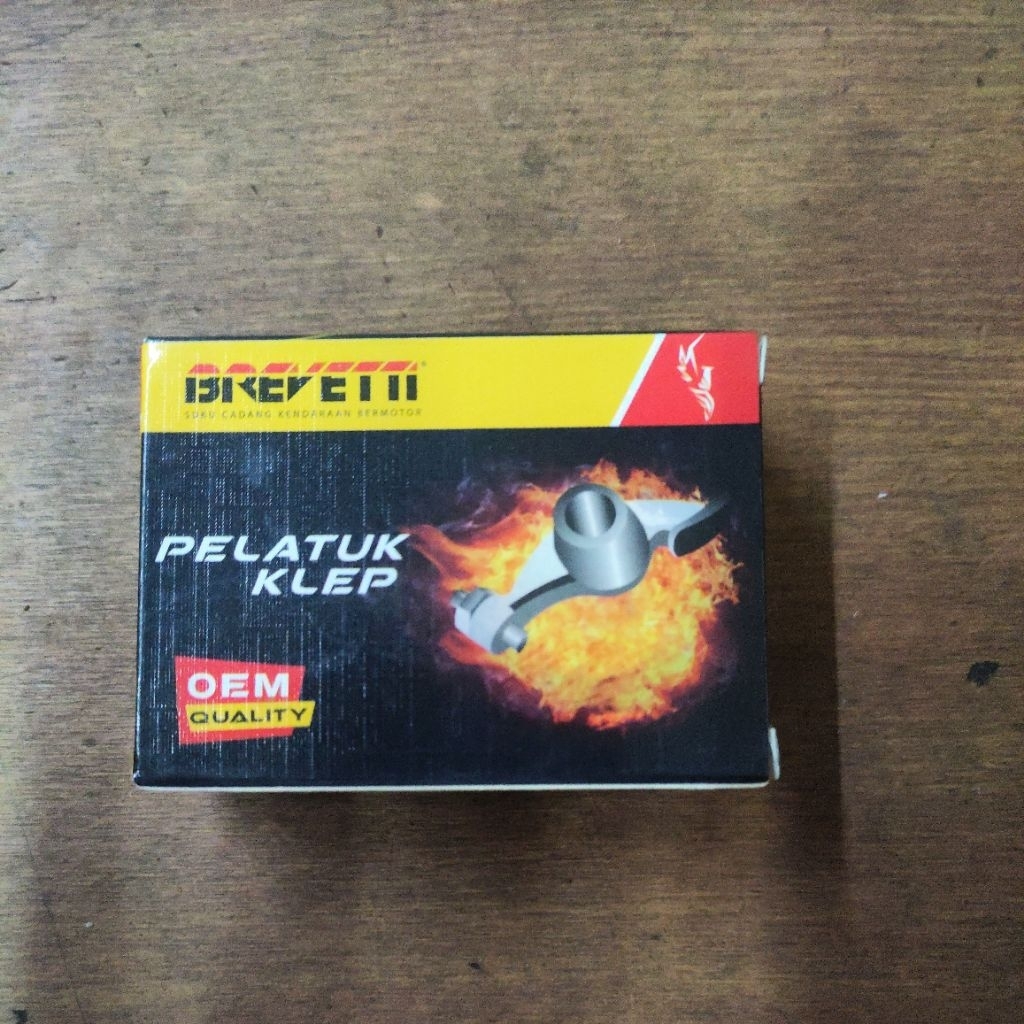 BREVETTI®
SUKU CADANG KENDARAAN BERMOTOR
PELATUK
KLEP
OEM
QUALITY